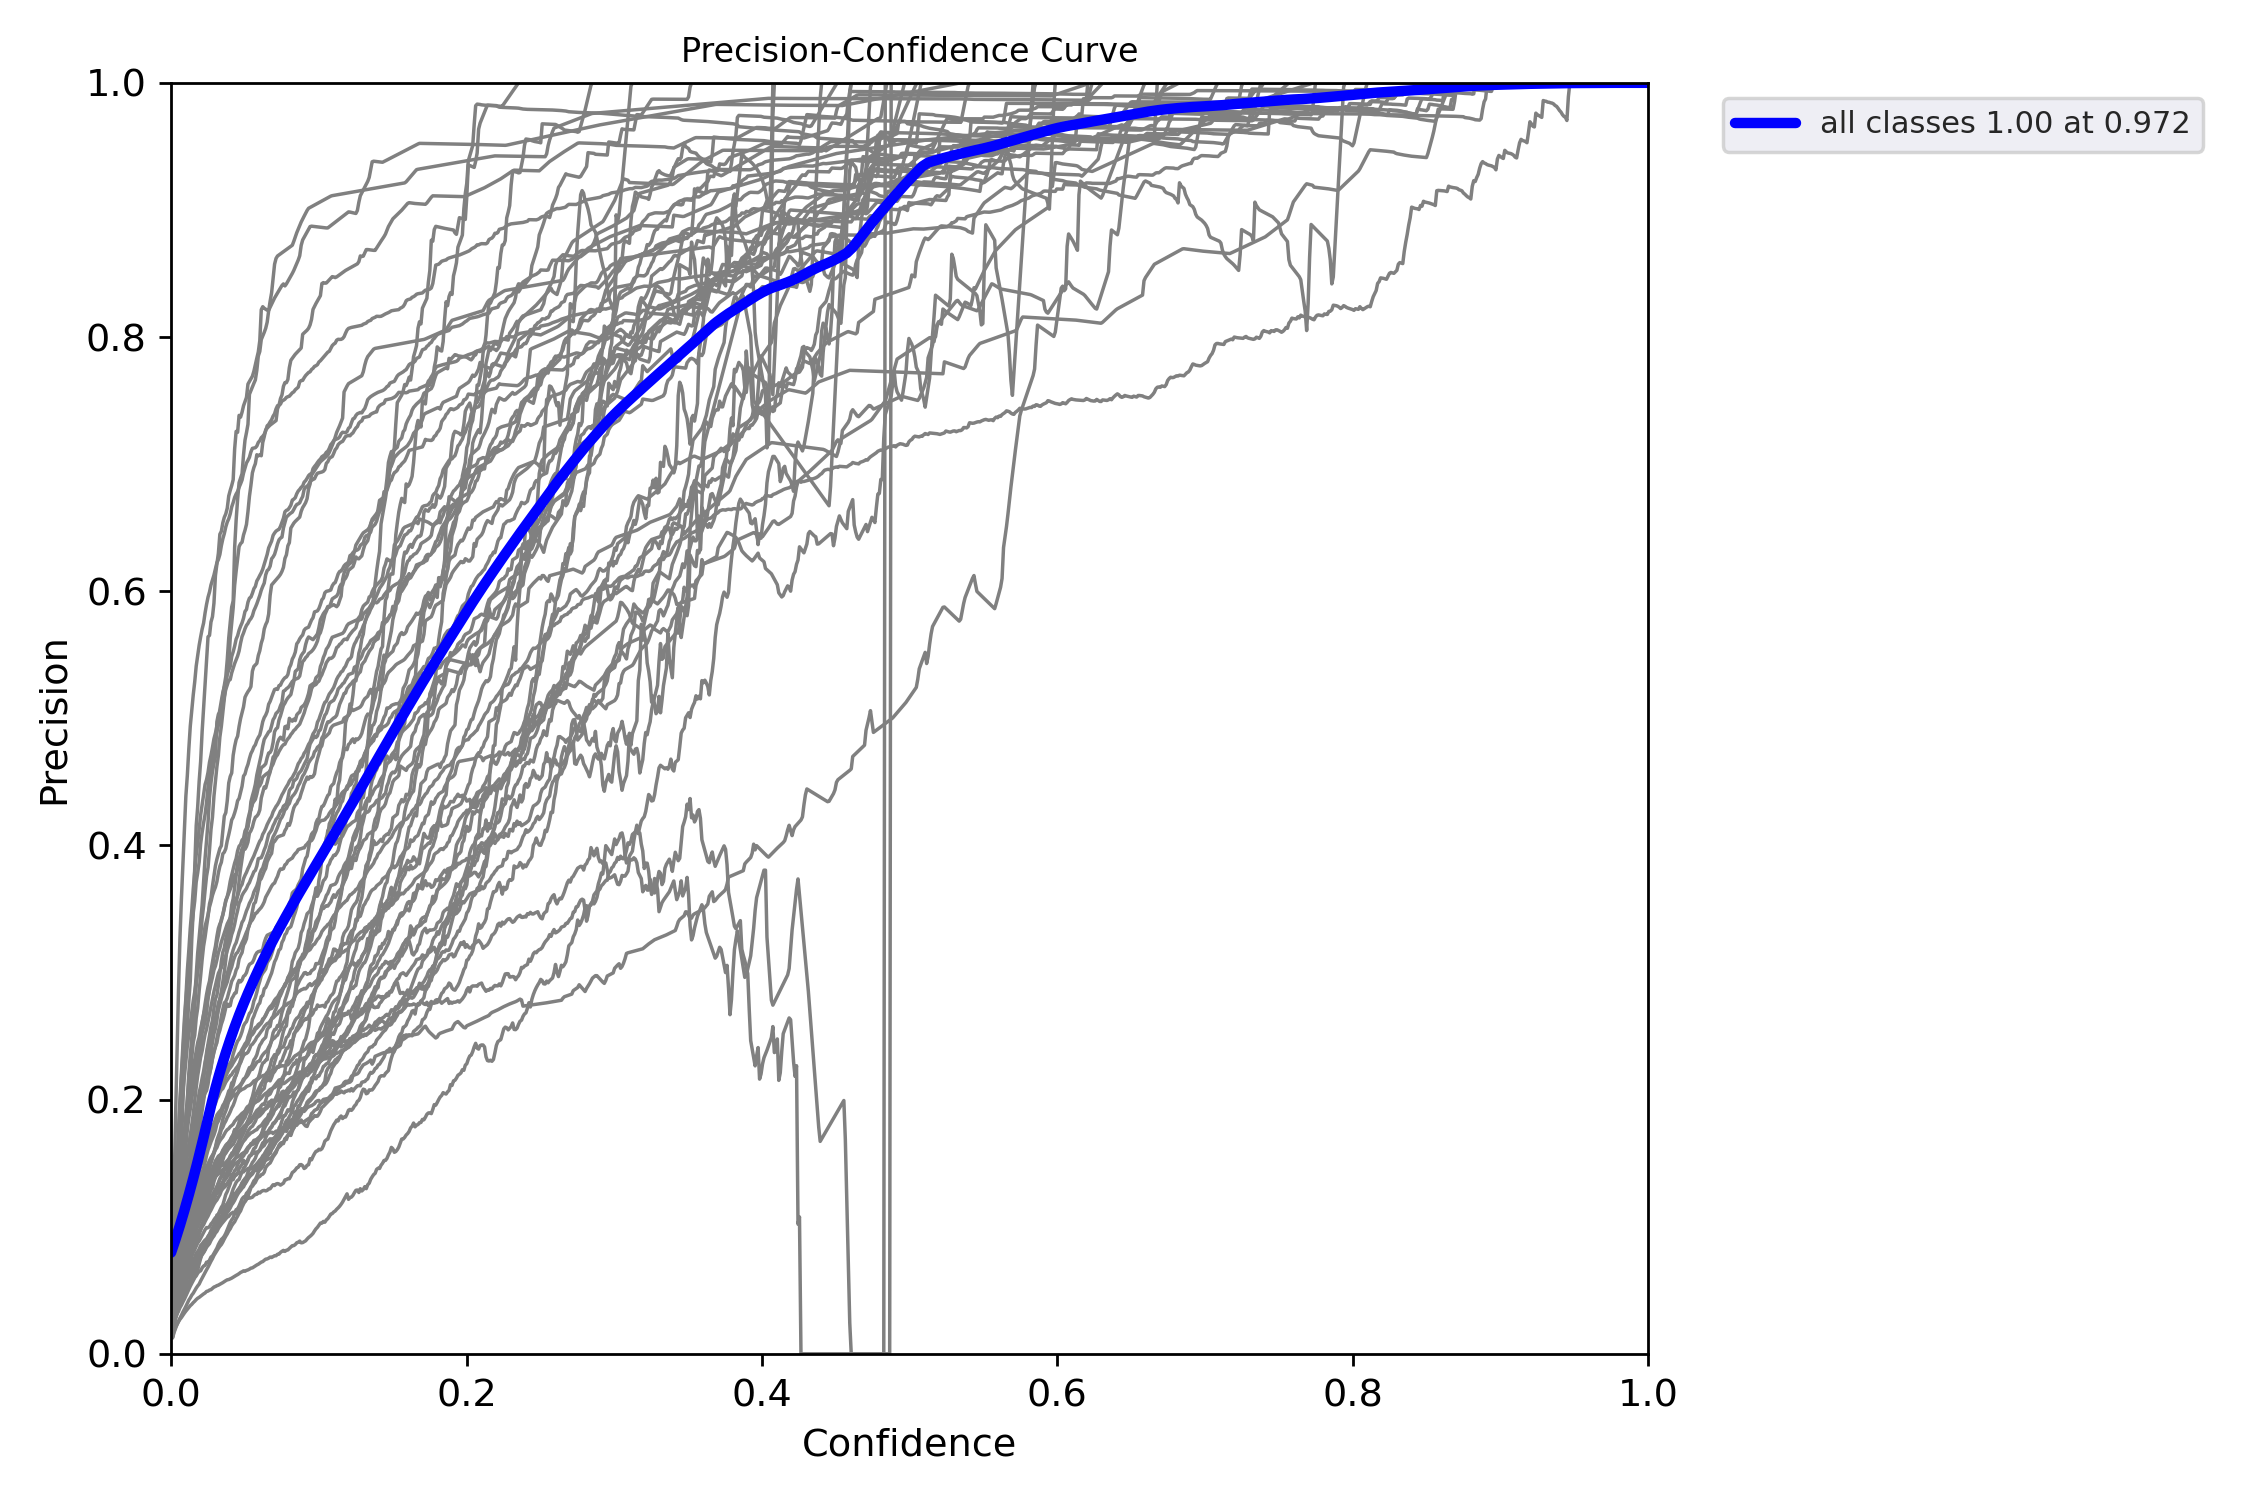 Precision-Confidence Curve
1.0
0.8
0.6
0.4
0.2
0.0
Precision
0.0 0.2 0.4 0.6 0.8 1.0
Confidence
all classes 1.00 at 0.972